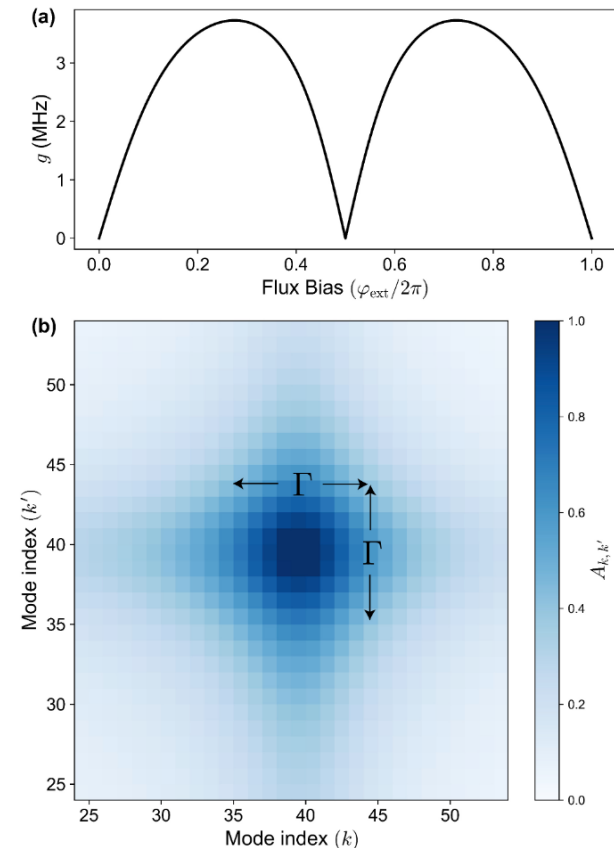 (a)
3
2
1
0
g (MHz)
0.0 0.2 0.4 0.6 0.8 1.0
Flux Bias (φ_ext/2π)
(b)
50
45
40
35
30
25
Mode index (k′)
Γ
Γ
25 30 35 40 45 50
Mode index (k)
1.0
0.8
0.6
0.4
0.2
0.0
A_k,k′